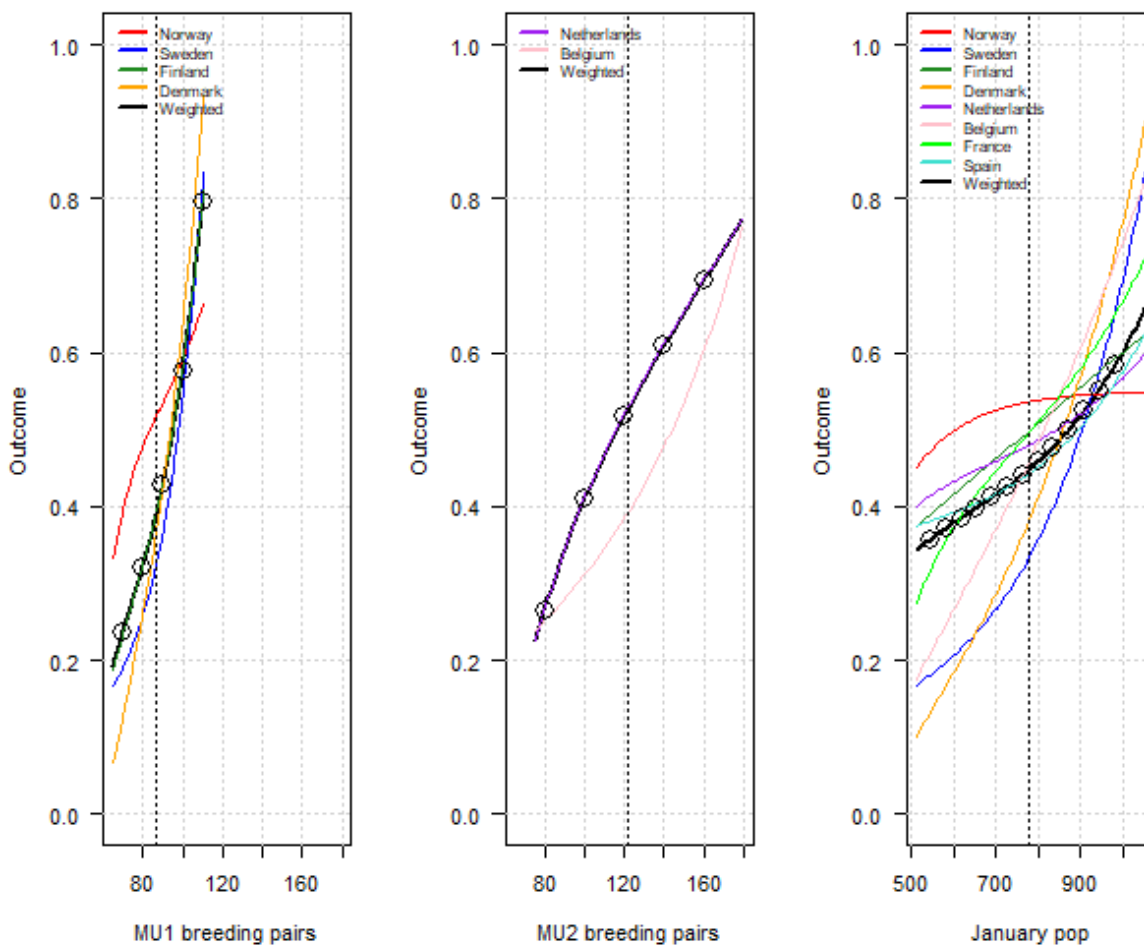 1.0
0.8
0.6
0.4
0.2
0.0
Outcome
Norway
Sweden
Finland
Denmark
Weighted
80 120 160
MU1 breeding pairs
1.0
0.8
0.6
0.4
0.2
0.0
Outcome
Netherlands
Belgium
Weighted
80 120 160
MU2 breeding pairs
1.0
0.8
0.6
0.4
0.2
0.0
Outcome
Norway
Sweden
Finland
Denmark
Netherlands
Belgium
France
Spain
Weighted
500 700 900
January pop